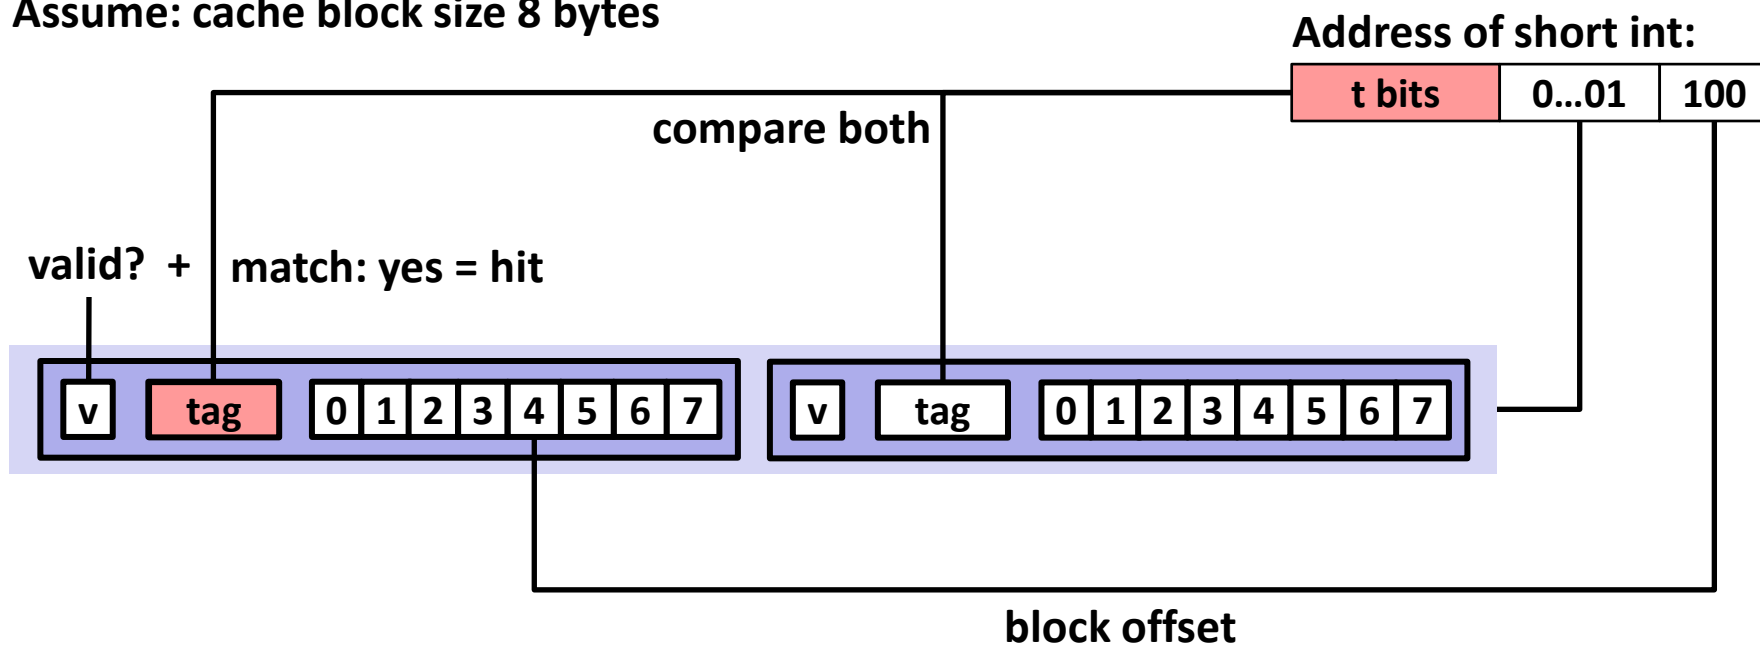 Assume: cache block size 8 bytes
Address of short int:
t bits 0...01 100
compare both
valid? + match: yes = hit
v tag 0 1 2 3 4 5 6 7 v tag 0 1 2 3 4 5 6 7
block offset